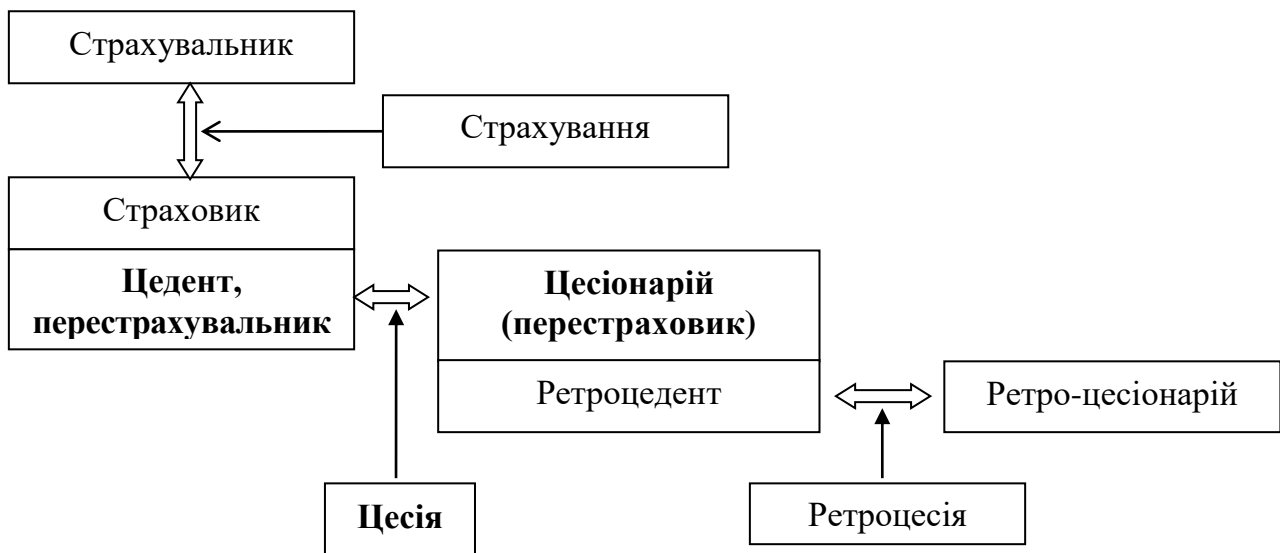 Страхувальник
Страхування
Страховик
Цедент,
перестрахувальник
Цесіонарій
(перестраховик)
Ретроцедент
Ретро-цесіонарій
Цесія
Ретроцесія